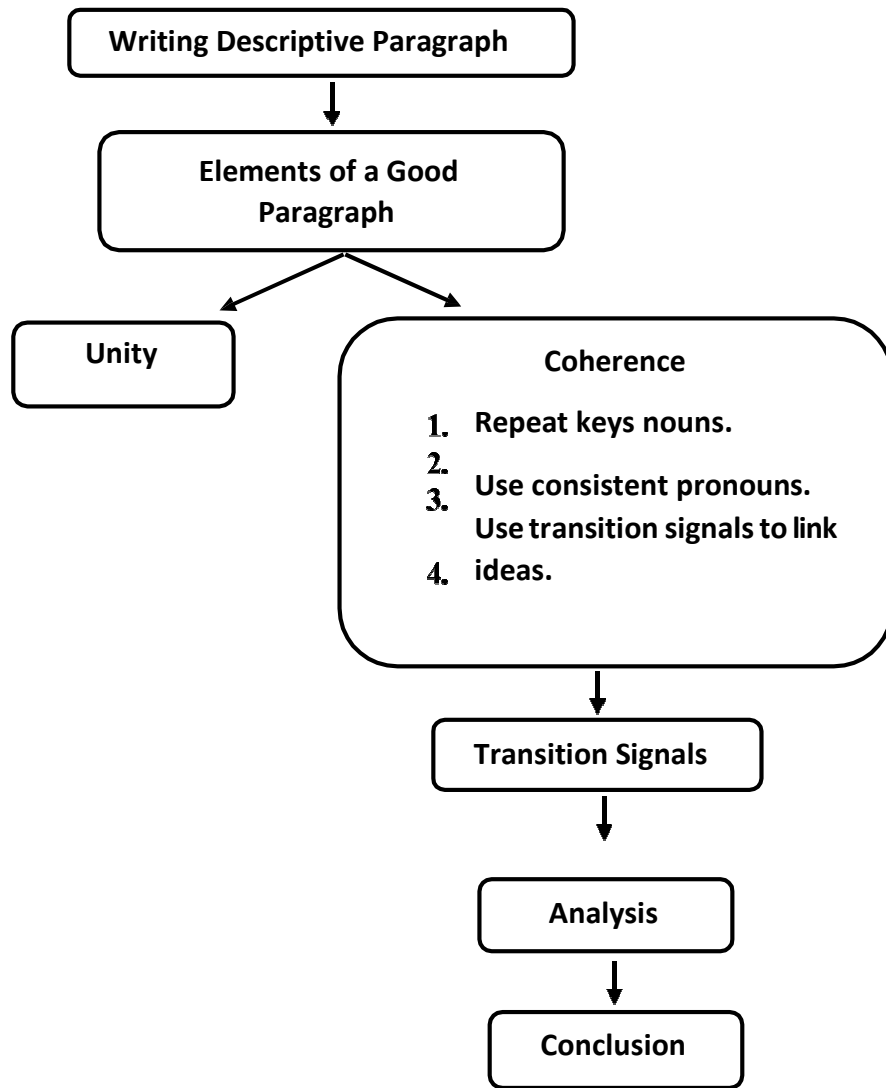 Writing Descriptive Paragraph
Elements of a Good
Paragraph
Unity
Coherence
1. Repeat keys nouns.
2.
3. Use consistent pronouns.
Use transition signals to link
4. ideas.
Transition Signals
Analysis
Conclusion